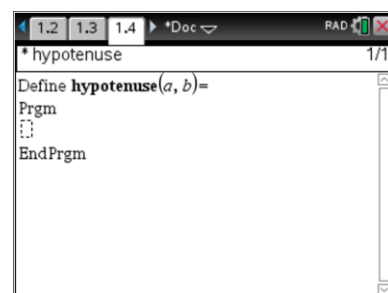 1.2 1.3 1.4 *Doc RAD
* hypotenuse 1/1
Define hypotenuse(a, b)=
Prgm
EndPrgm